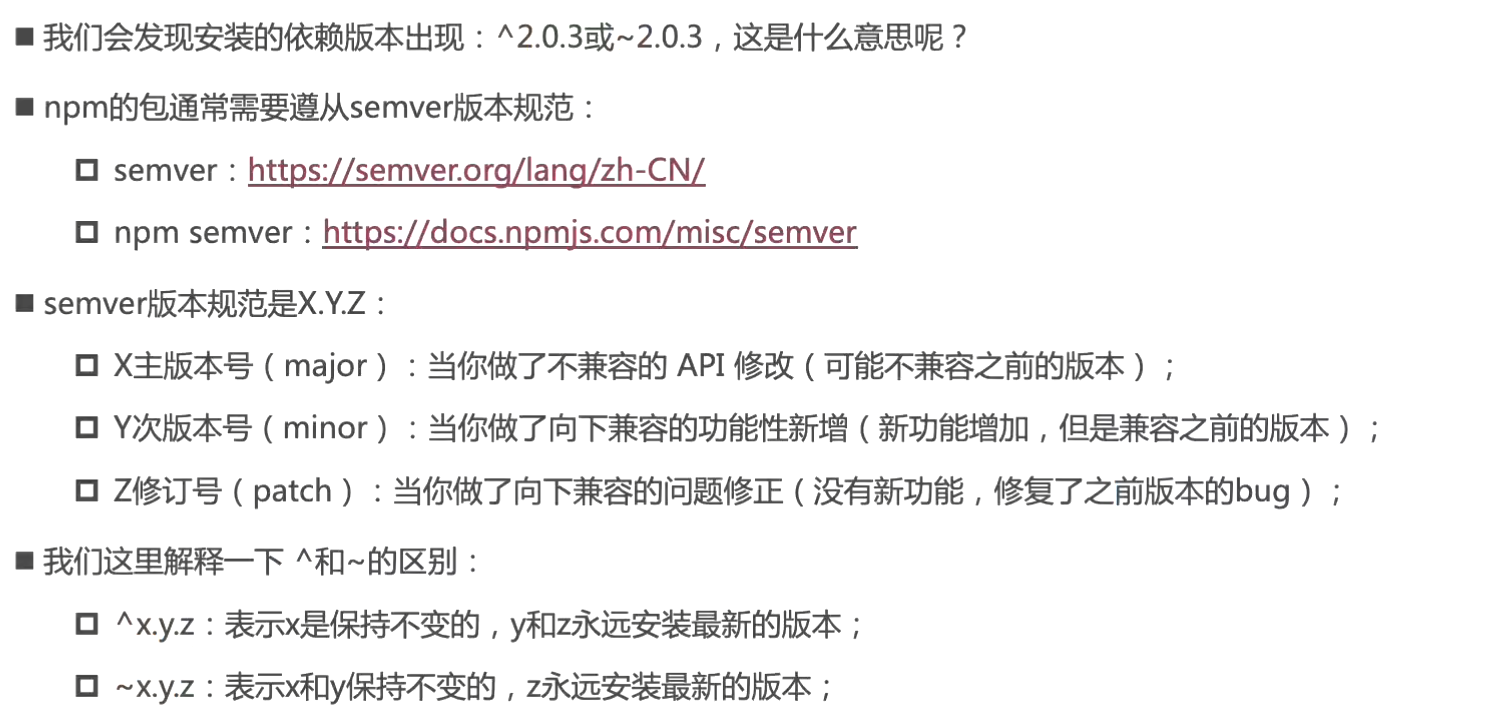 ■ 我们会发现安装的依赖版本出现：^2.0.3或~2.0.3，这是什么意思呢？
■ npm的包通常需要遵从semver版本规范：
semver：https://semver.org/lang/zh-CN/
npm semver：https://docs.npmjs.com/misc/semver
■ semver版本规范是X.Y.Z：
X主版本号（major）：当你做了不兼容的 API 修改（可能不兼容之前的版本）；
Y次版本号（minor）：当你做了向下兼容的功能性新增（新功能增加，但是兼容之前的版本）；
Z修订号（patch）：当你做了向下兼容的问题修正（没有新功能，修复了之前版本的bug）；
■ 我们这里解释一下 ^和~的区别：
^x.y.z：表示x是保持不变的，y和z永远安装最新的版本；
~x.y.z：表示x和y保持不变的，z永远安装最新的版本；